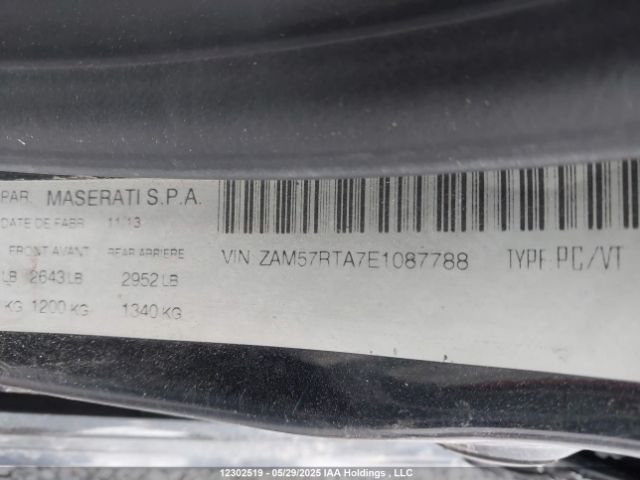 PAR. MASERATI S.P.A.
DATE DE FABR 11 13
FRONT AVANT REAR ARRIERE
LB 2643 LB 2952 LB
KG 1200 KG 1340 KG
VIN: ZAM57RTA7E1087788 TYPE: PC/VT
12302519 - 05/29/2025 IAA Holdings , LLC